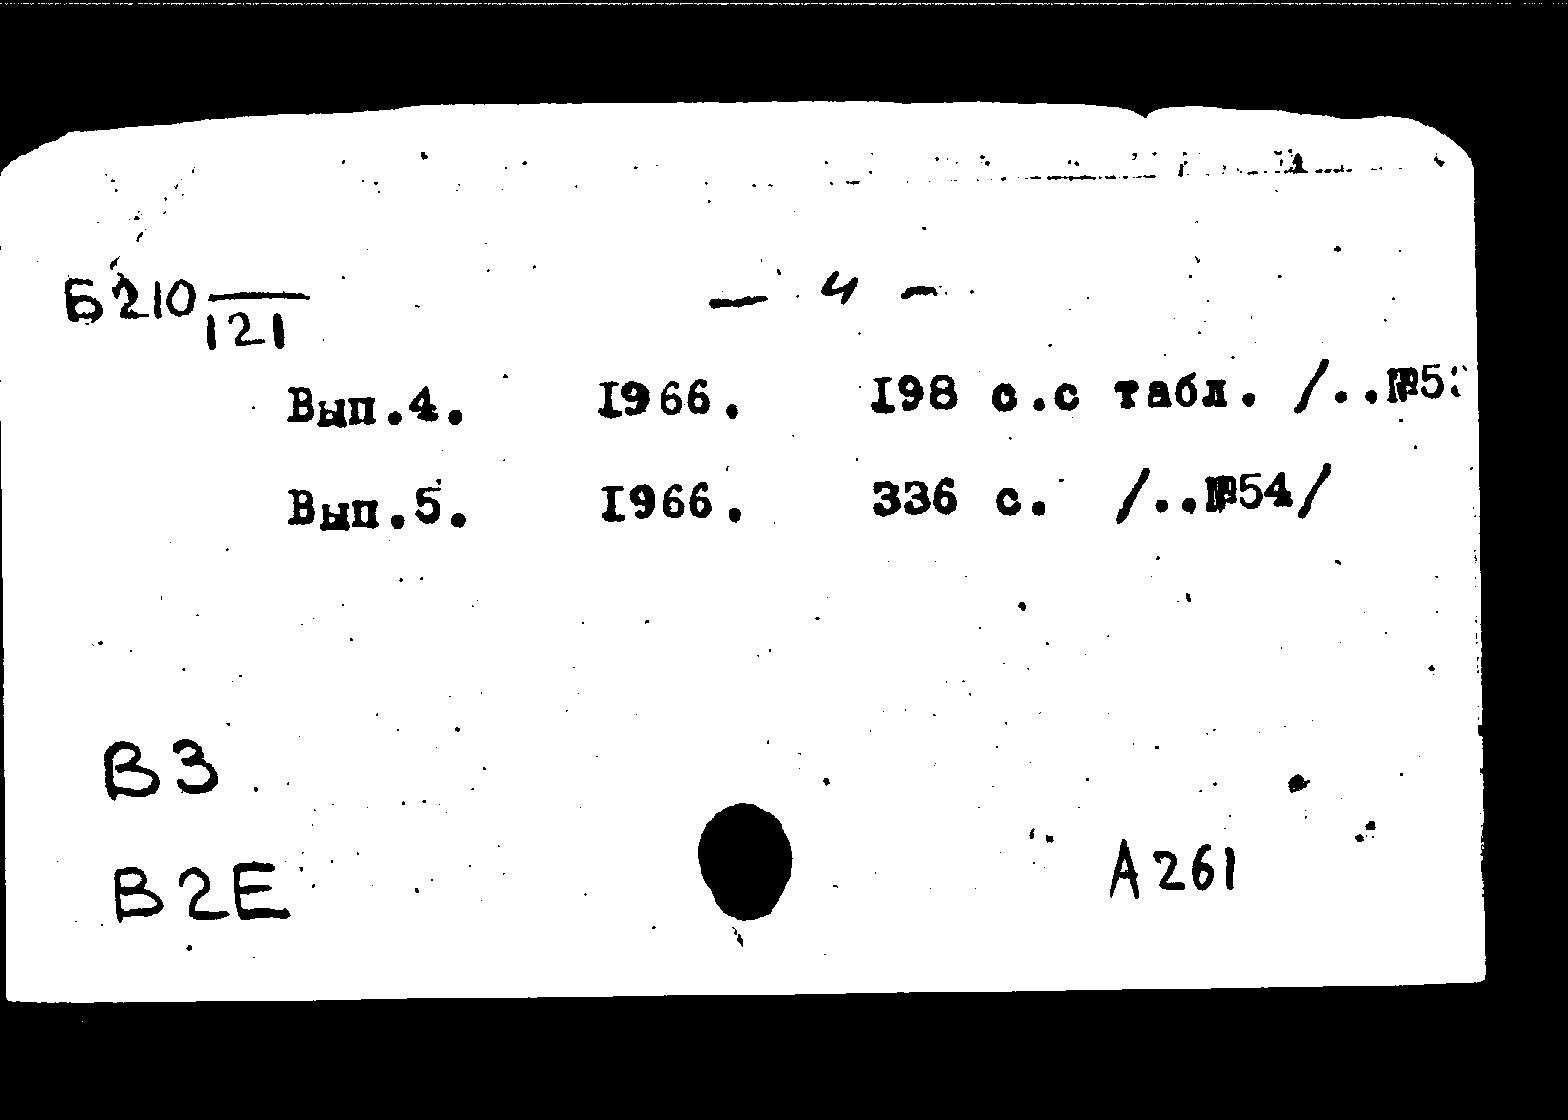 Б210 — 4 —
121
Вып.4. 1966. 198 с.с табл. /..№5
Вып.5. 1966. 336 с. /..№54/
В3
В2Е
А261